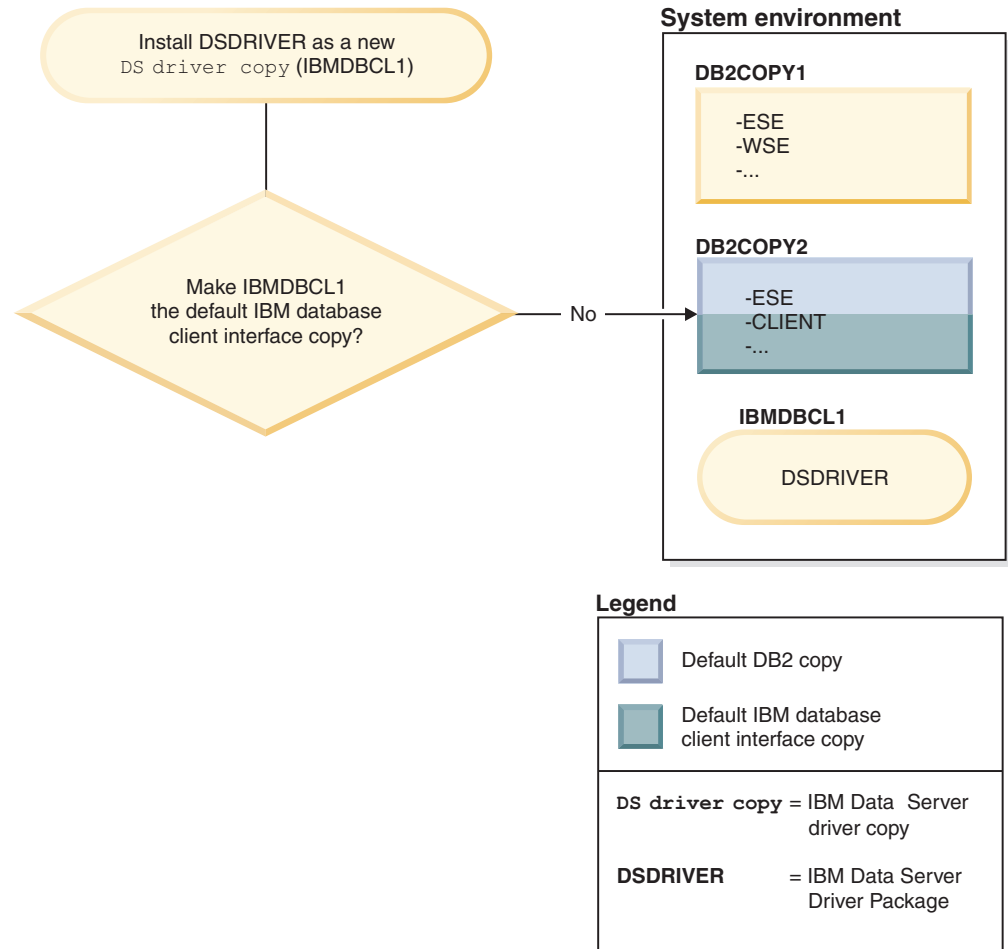 Install DSDRIVER as a new
DS driver copy (IBMDBCL1)
Make IBMDBCL1
the default IBM database
client interface copy?
No
System environment
DB2COPY1
-ESE
-WSE
-...
DB2COPY2
-ESE
-CLIENT
-...
IBMDBCL1
DSDRIVER
Legend
Default DB2 copy
Default IBM database
client interface copy
DS driver copy = IBM Data Server
driver copy
DSDRIVER = IBM Data Server
Driver Package